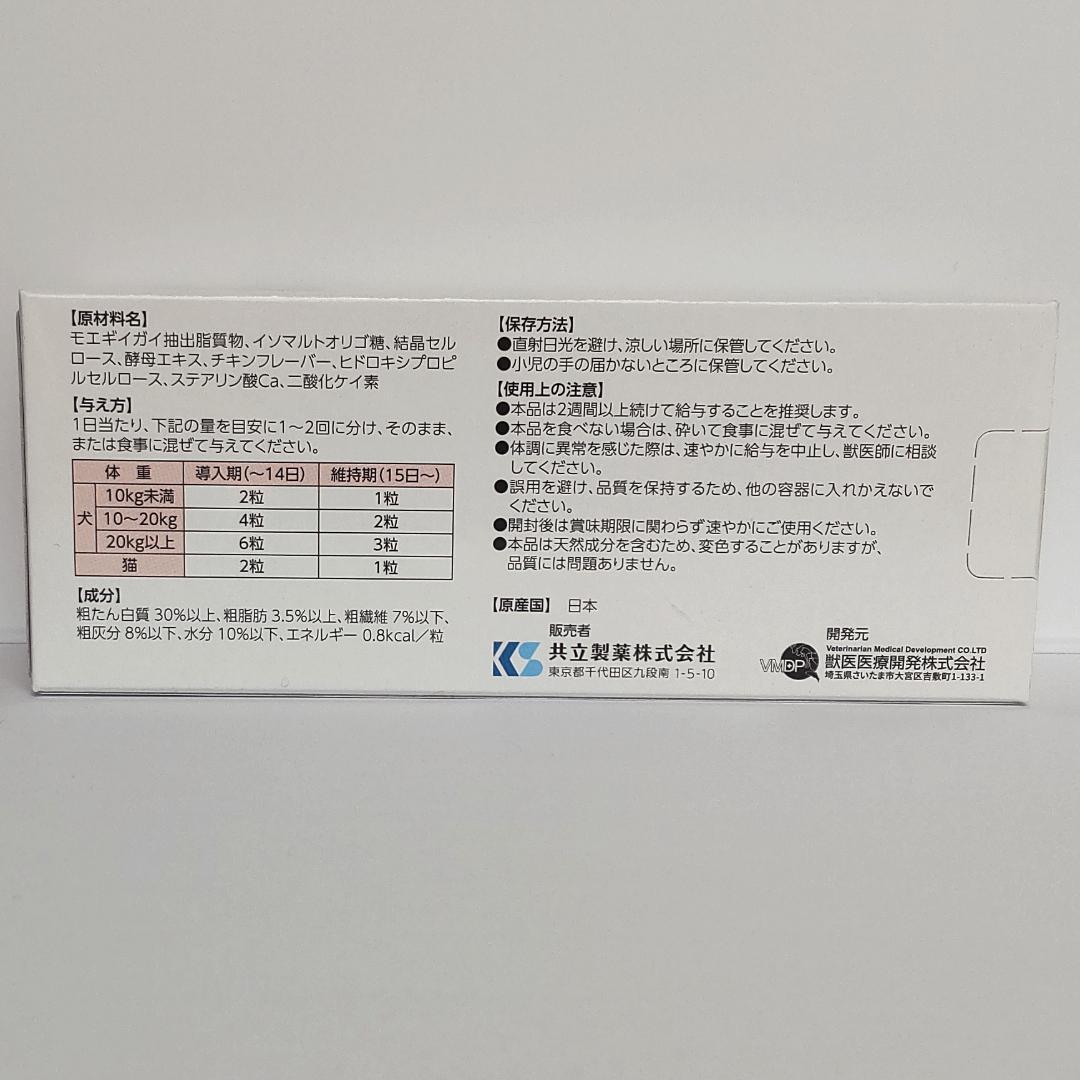 【原材料名】
モエギイガイ抽出脂質物、イソマルトオリゴ糖、結晶セル
ロース、酵母エキス、チキンフレーバー、ヒドロキシプロピ
ルセルロース、ステアリン酸Ca、二酸化ケイ素
【与え方】
1日当たり、下記の量を目安に1〜2回に分け、そのまま、
または食事に混ぜて与えてください。
体 重 導入期(〜14日) 維持期(15日〜)
犬 10kg未満 2粒 1粒
10〜20kg 4粒 2粒
20kg以上 6粒 3粒
猫 2粒 1粒
【成分】
粗たん白質 30%以上、粗脂肪 3.5%以上、粗繊維 7%以下、
粗灰分 8%以下、水分 10%以下、エネルギー 0.8kcal/粒
【保存方法】
●直射日光を避け、涼しい場所に保管してください。
●小児の手の届かないところに保管してください。
【使用上の注意】
●本品は2週間以上続けて給与することを推奨します。
●本品を食べない場合は、砕いて食事に混ぜて与えてください。
●体調に異常を感じた際は、速やかに給与を中止し、獣医師に相談
してください。
●誤用を避け、品質を保持するため、他の容器に入れかえないで
ください。
●開封後は賞味期限に関わらず速やかにご使用ください。
●本品は天然成分を含むため、変色することがありますが、
品質には問題ありません。
【原産国】 日本
販売者
KS 共立製薬株式会社
東京都千代田区九段南 1-5-10
開発元
Veterinarian Medical Development CO.LTD
VMDP 獣医医療開発株式会社
埼玉県さいたま市大宮区吉敷町1-133-1